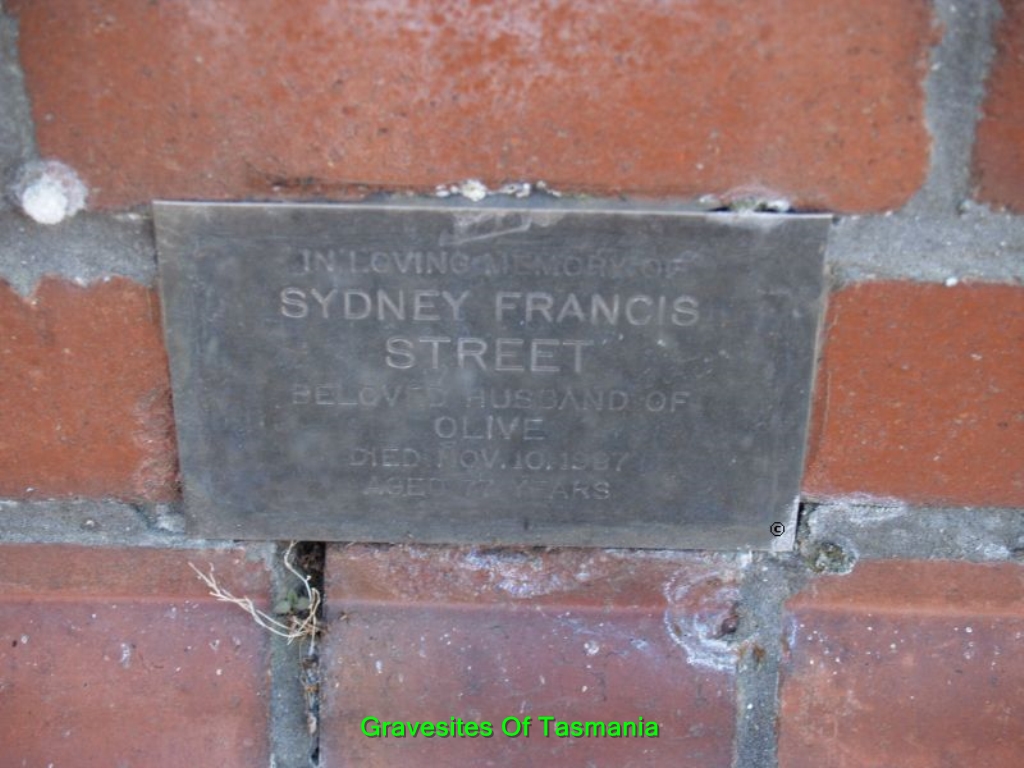 IN LOVING MEMORY OF
SYDNEY FRANCIS
STREET
BELOVED HUSBAND OF
OLIVE
DIED NOV. 10.
AGED 77 YEARS
©
Gravesites Of Tasmania